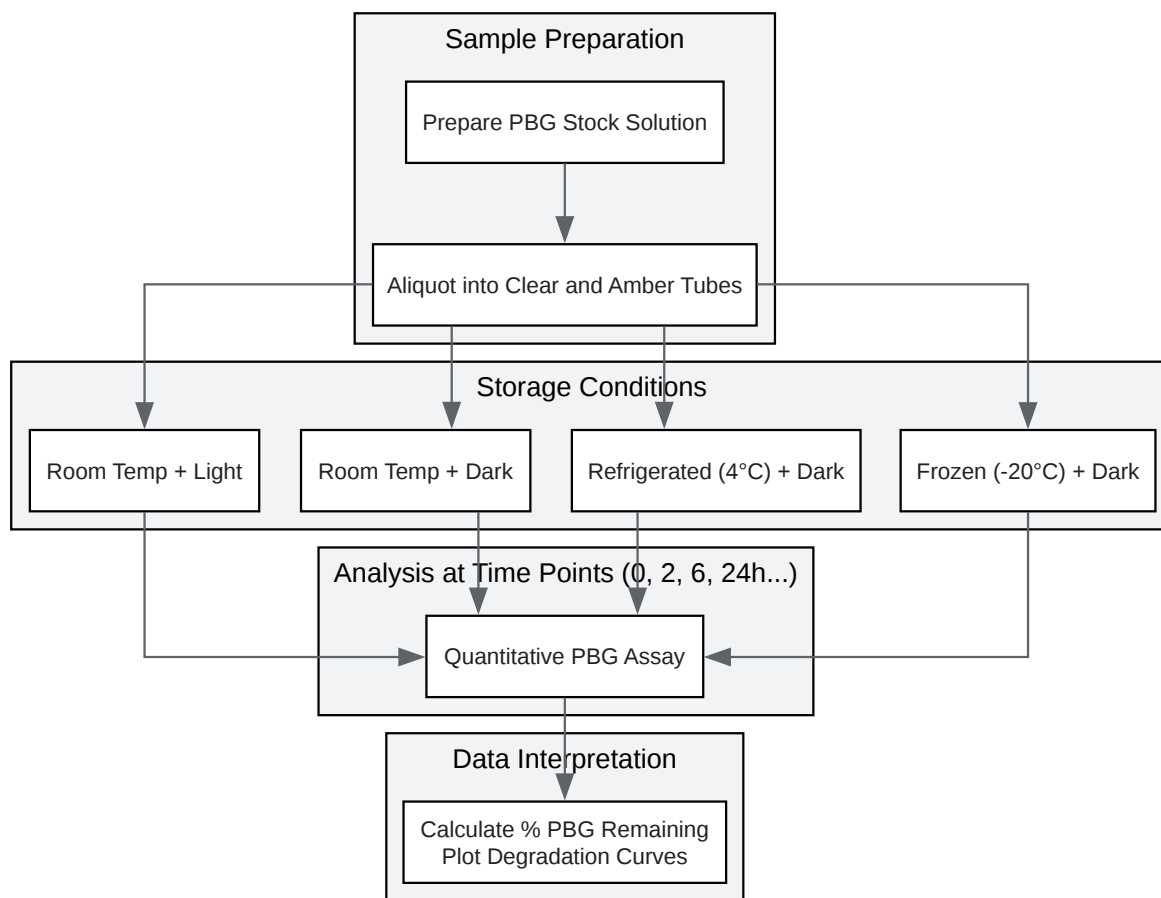 Sample Preparation
Prepare PBG Stock Solution
Aliquot into Clear and Amber Tubes
Storage Conditions
Room Temp + Light
Room Temp + Dark
Refrigerated (4°C) + Dark
Frozen (-20°C) + Dark
Analysis at Time Points (0, 2, 6, 24h...)
Quantitative PBG Assay
Data Interpretation
Calculate % PBG Remaining
Plot Degradation Curves